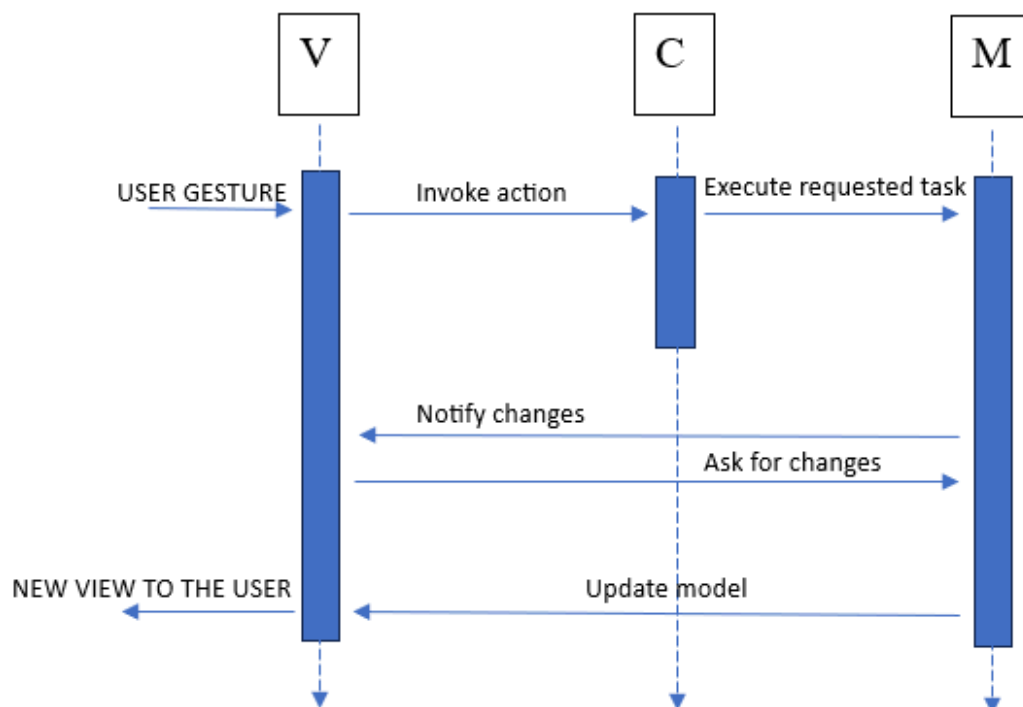 V
C
M
USER GESTURE
Invoke action
Execute requested task
Notify changes
Ask for changes
NEW VIEW TO THE USER
Update model